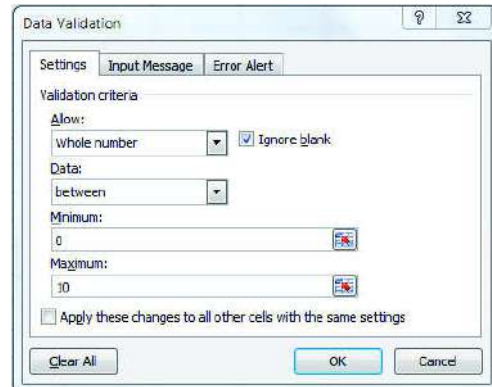 Data Validation
Settings Input Message Error Alert
Validation criteria
Allow:
Whole number Ignore blank
Data:
between
Minimum:
0
Maximum:
10
Apply these changes to all other cells with the same settings
Clear All OK Cancel